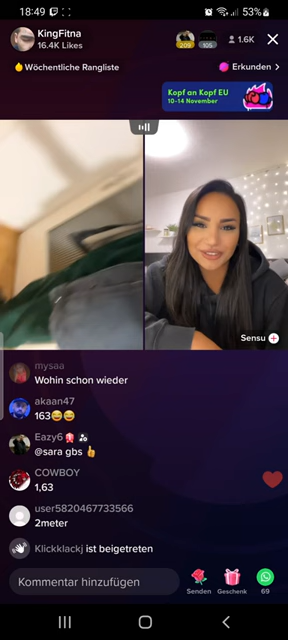 18:49
53%
KingFitna
16.4K Likes
209
105
1.6K
Wöchentliche Rangliste
Erkunden >
Kopf an Kopf EU
10-14 November
Sensu
mysaa
Wohin schon wieder
akaan47
163😂😂
Eazy6
@sara gbs 👍
COWBOY
1,63
user5820467733566
2meter
Klickklackj ist beigetreten
Kommentar hinzufügen
Senden
Geschenk
69